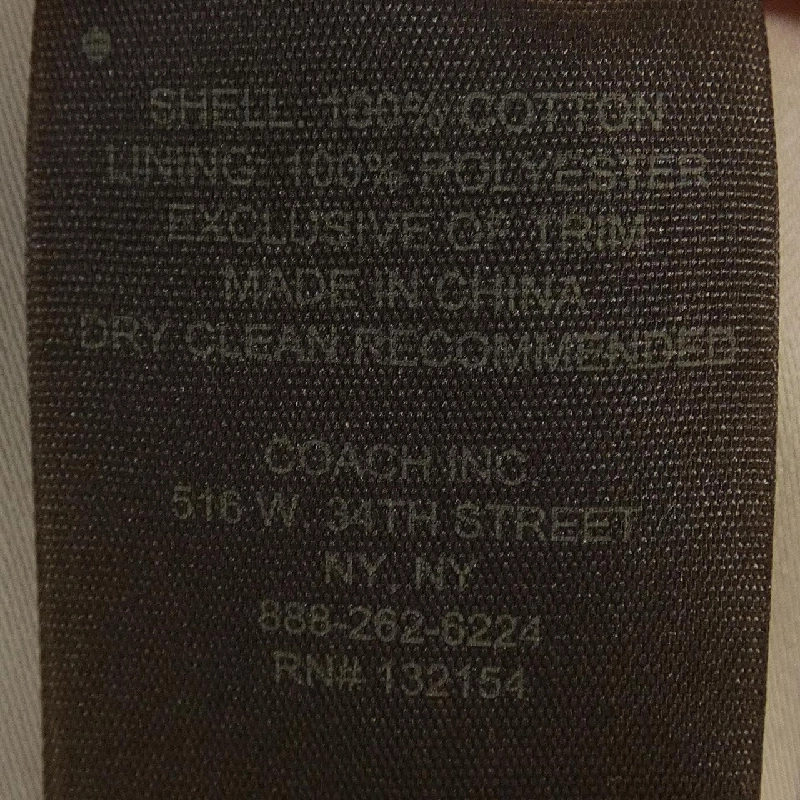 SHELL: 100% COTTON
LINING: 100% POLYESTER
EXCLUSIVE OF TRIM
MADE IN CHINA
DRY CLEAN RECOMMENDED
COACH INC.
516 W. 34TH STREET
NY, NY
888-262-6224
RN# 132154